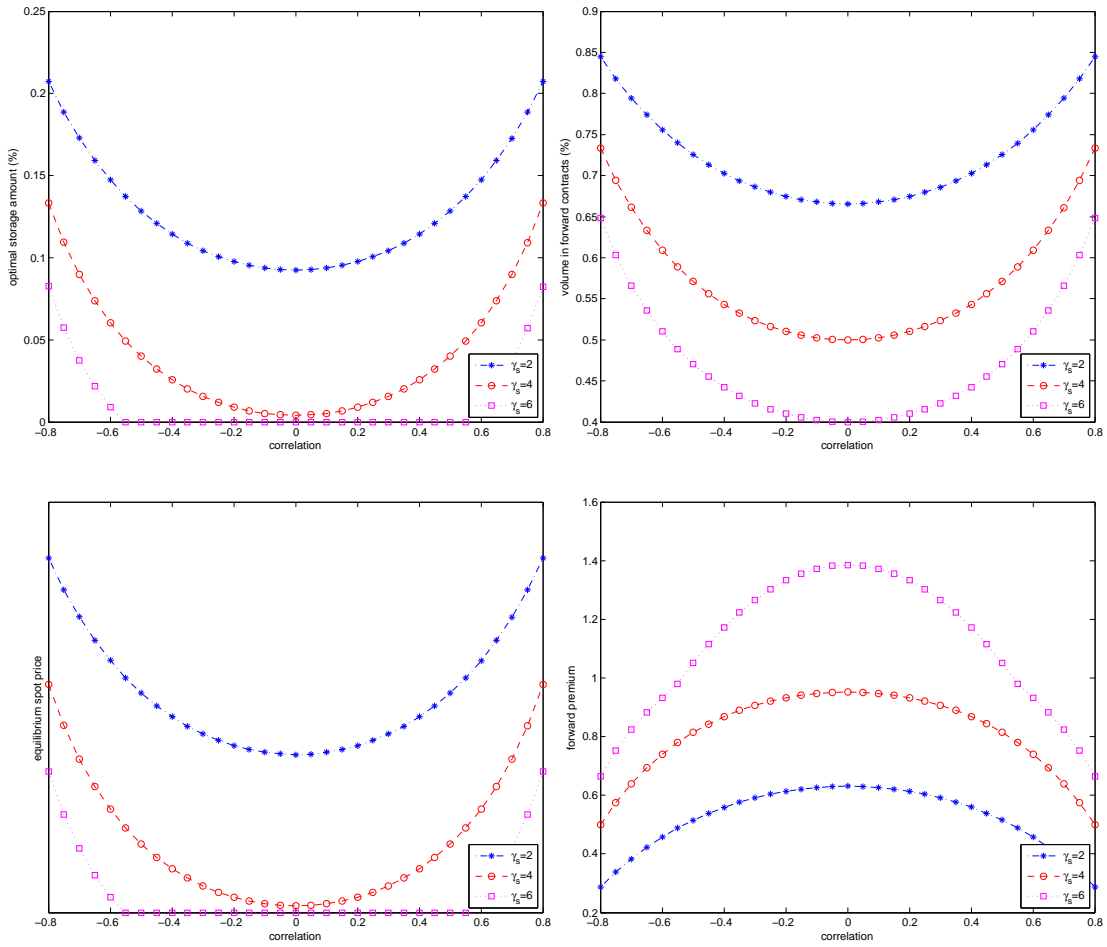 0.25
0.2
0.15
0.1
0.05
0
optimal storage amount (%)
−0.8 −0.6 −0.4 −0.2 0 0.2 0.4 0.6 0.8
correlation
γs=2
γs=4
γs=6
0.9
0.85
0.8
0.75
0.7
0.65
0.6
0.55
0.5
0.45
0.4
volume in forward contracts (%)
−0.8 −0.6 −0.4 −0.2 0 0.2 0.4 0.6 0.8
correlation
γs=2
γs=4
γs=6
equilibrium spot price
−0.8 −0.6 −0.4 −0.2 0 0.2 0.4 0.6 0.8
correlation
γs=2
γs=4
γs=6
1.6
1.4
1.2
1
0.8
0.6
0.4
0.2
forward premium
−0.8 −0.6 −0.4 −0.2 0 0.2 0.4 0.6 0.8
correlation
γs=2
γs=4
γs=6